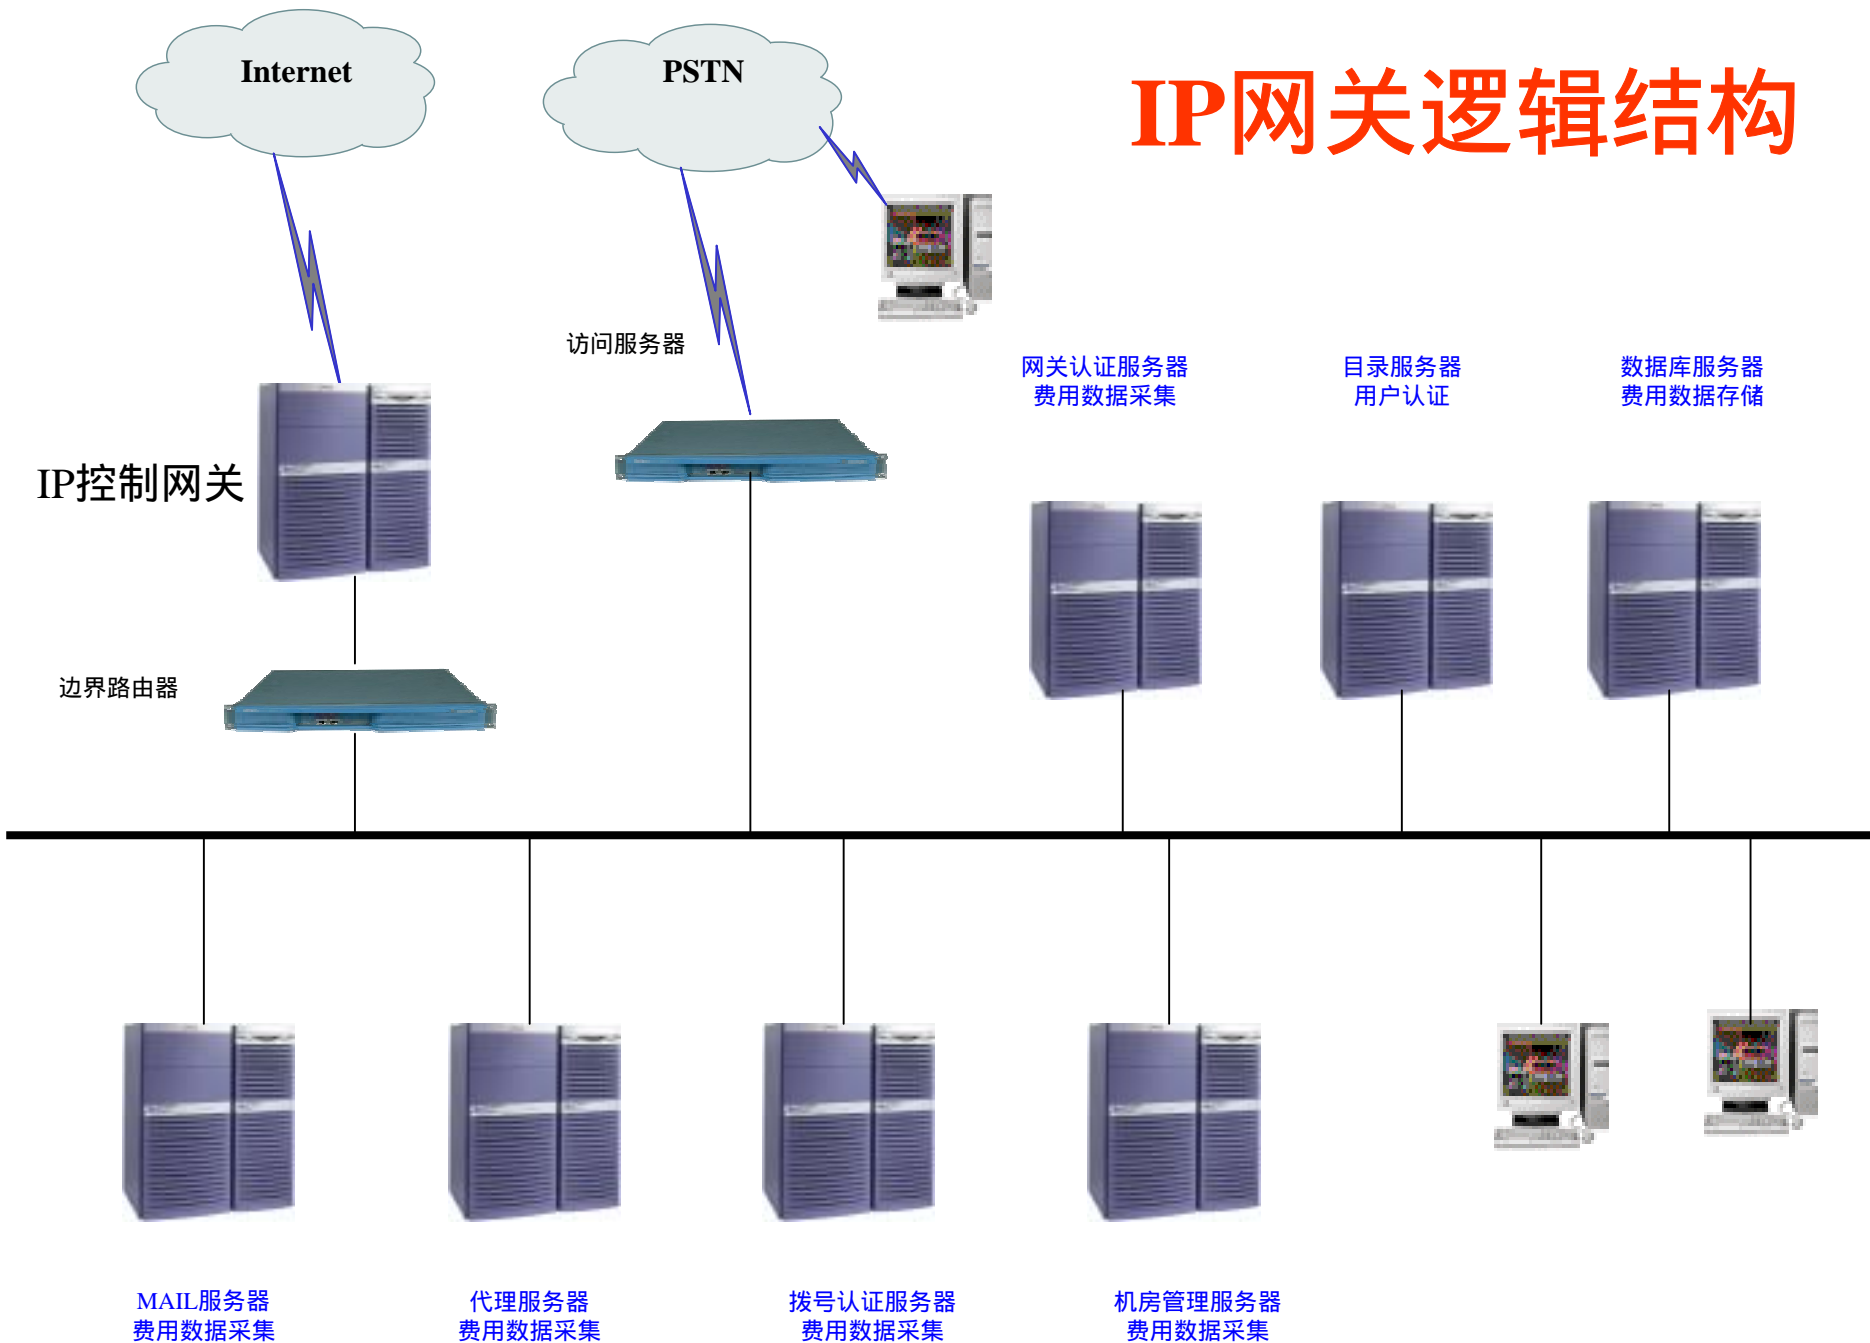 Internet
PSTN
IP网关逻辑结构
访问服务器
网关认证服务器
费用数据采集
目录服务器
用户认证
数据库服务器
费用数据存储
IP控制网关
边界路由器
MAIL服务器
费用数据采集
代理服务器
费用数据采集
拨号认证服务器
费用数据采集
机房管理服务器
费用数据采集